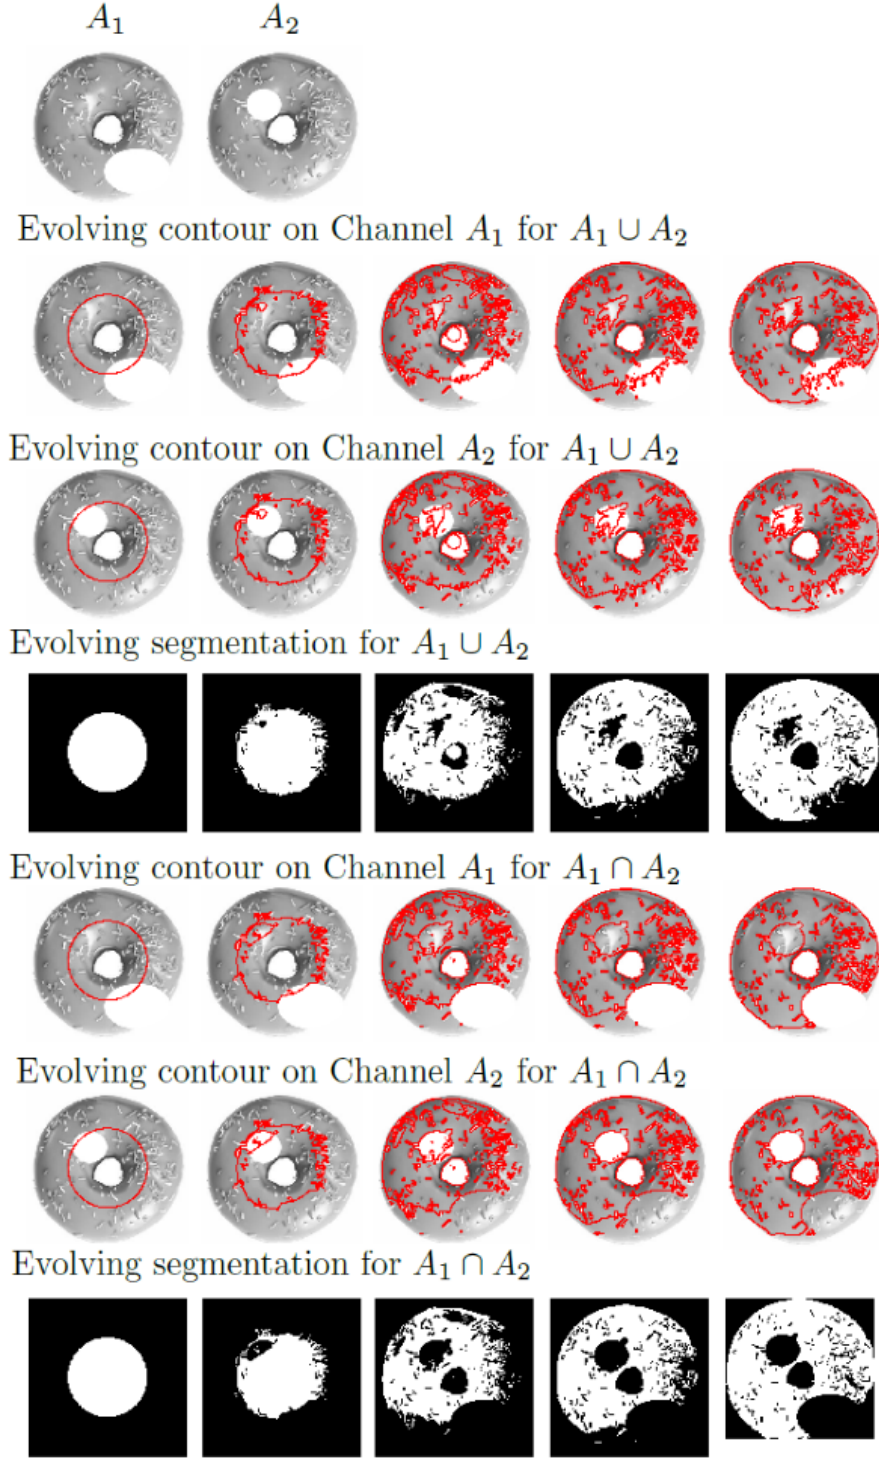 A₁ A₂
Evolving contour on Channel A₁ for A₁ ∪ A₂
Evolving contour on Channel A₂ for A₁ ∪ A₂
Evolving segmentation for A₁ ∪ A₂
Evolving contour on Channel A₁ for A₁ ∩ A₂
Evolving contour on Channel A₂ for A₁ ∩ A₂
Evolving segmentation for A₁ ∩ A₂